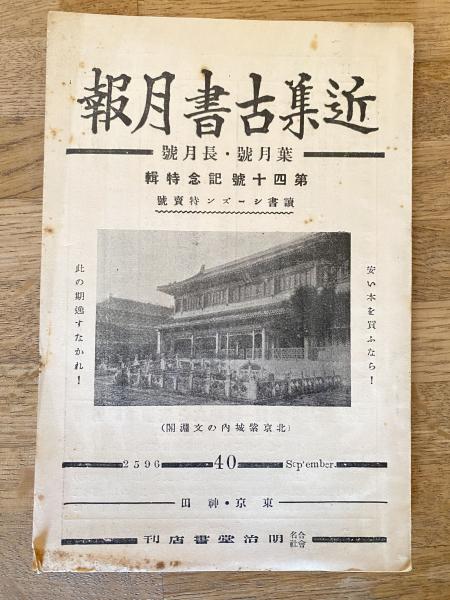 近集古書月報
葉月號・長月號
第四十號記念特輯
讀書シーズン特賣號
安い本を買ふなら!
此の期逸すなかれ!
(北京紫城内の文淵閣)
2596 40 September.
東京・神田
合名會社 明治堂書店刊